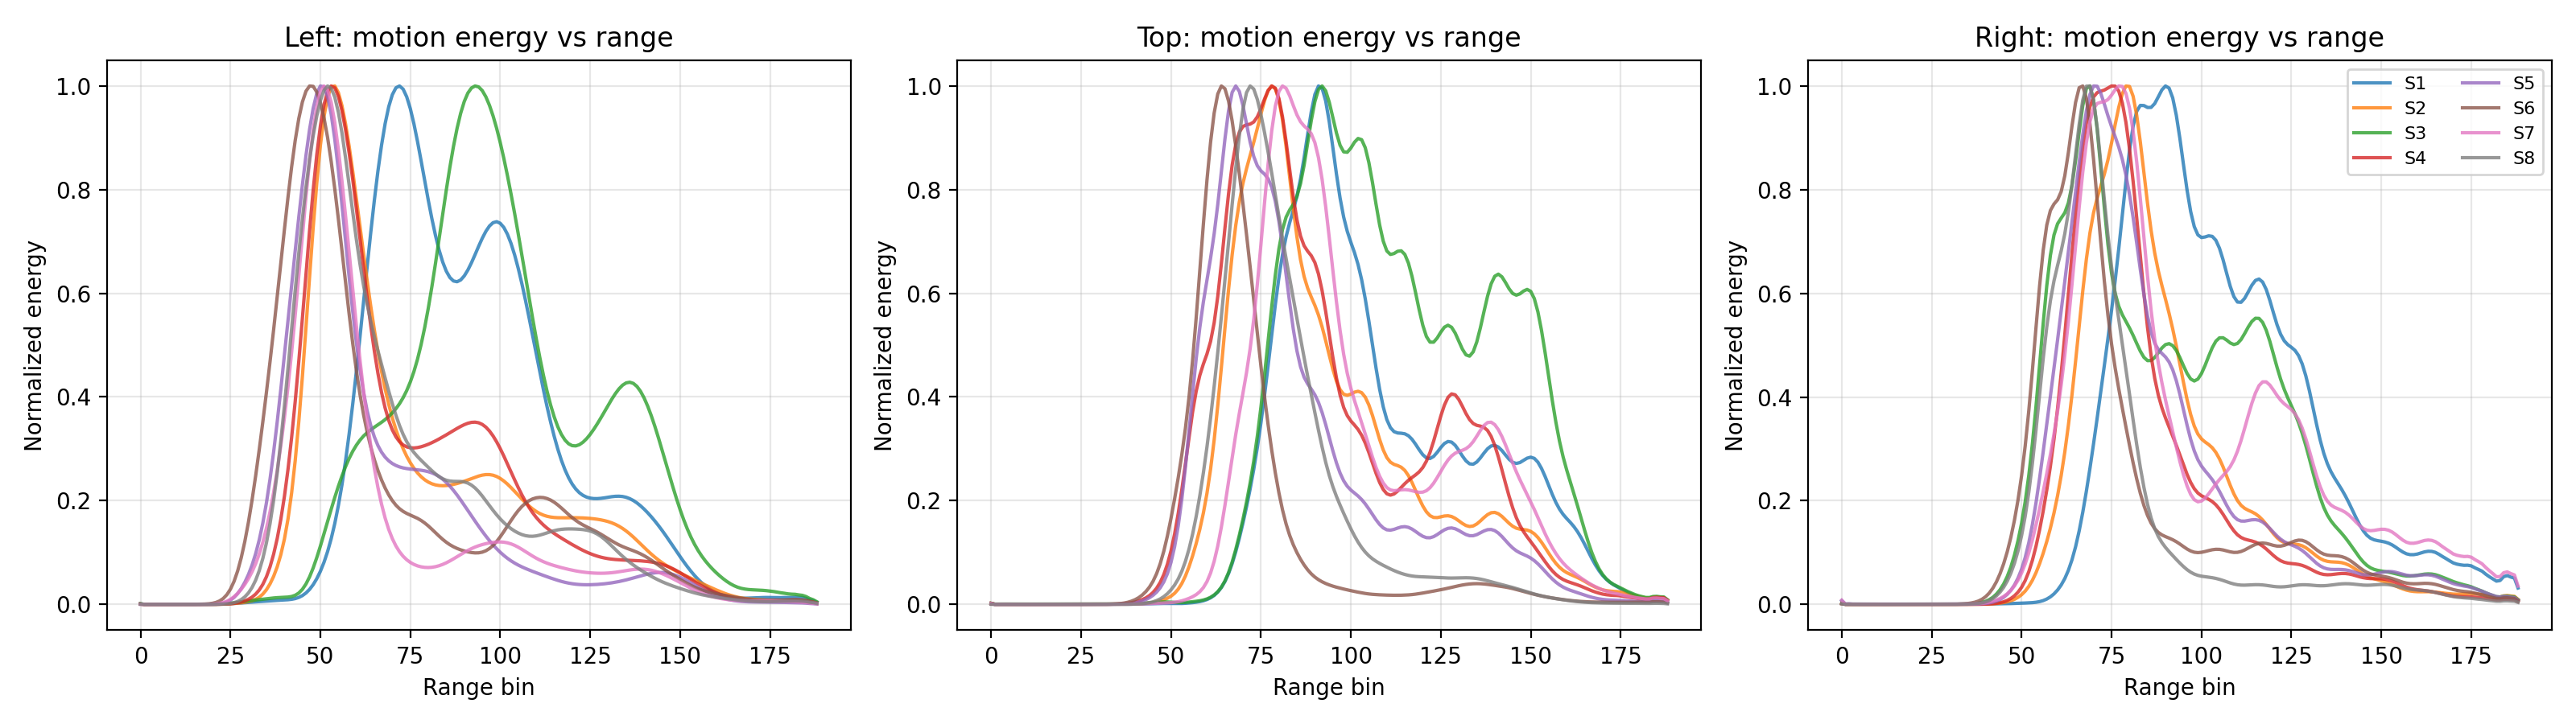 Left: motion energy vs range
Normalized energy
1.0
0.8
0.6
0.4
0.2
0.0
0 25 50 75 100 125 150 175
Range bin
Top: motion energy vs range
Normalized energy
1.0
0.8
0.6
0.4
0.2
0.0
0 25 50 75 100 125 150 175
Range bin
Right: motion energy vs range
Normalized energy
1.0
0.8
0.6
0.4
0.2
0.0
0 25 50 75 100 125 150 175
Range bin
S1 S5
S2 S6
S3 S7
S4 S8